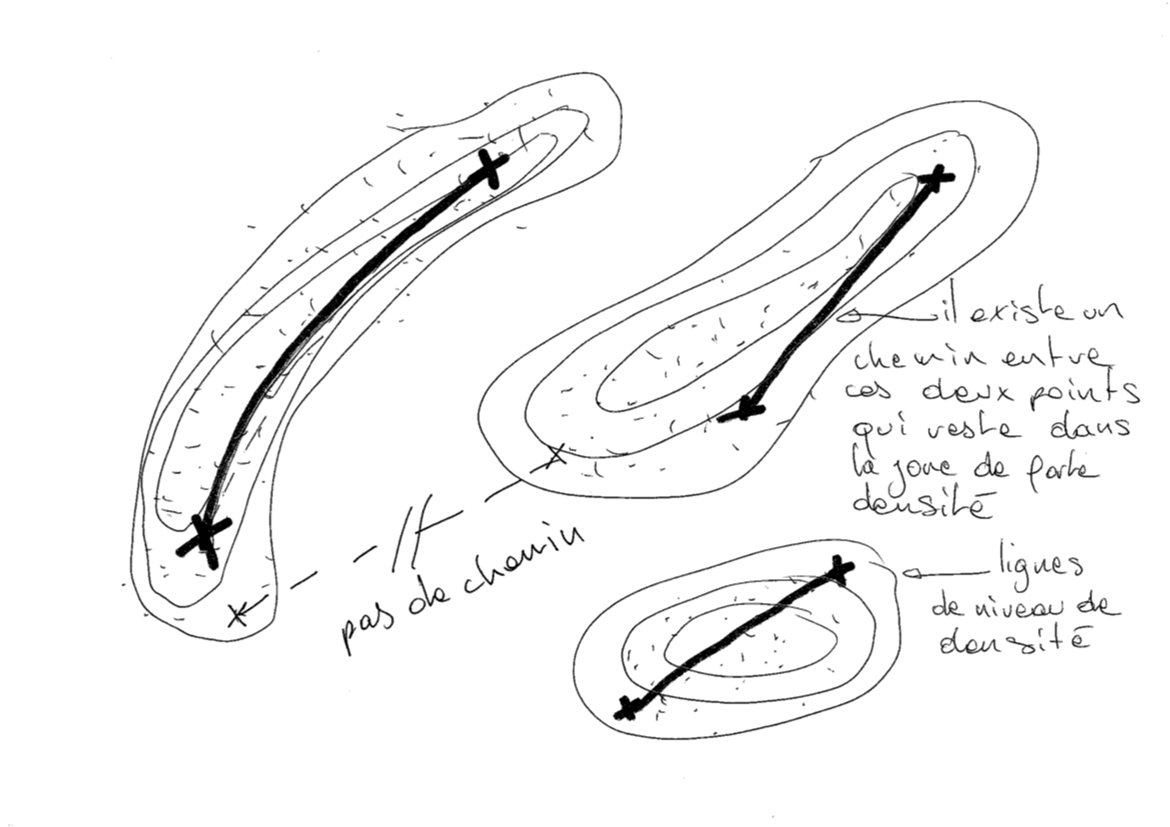 il existe un
chemin entre
ces deux points
qui reste dans
la zone de forte
densité
pas de chemin
lignes
de niveau de
densité